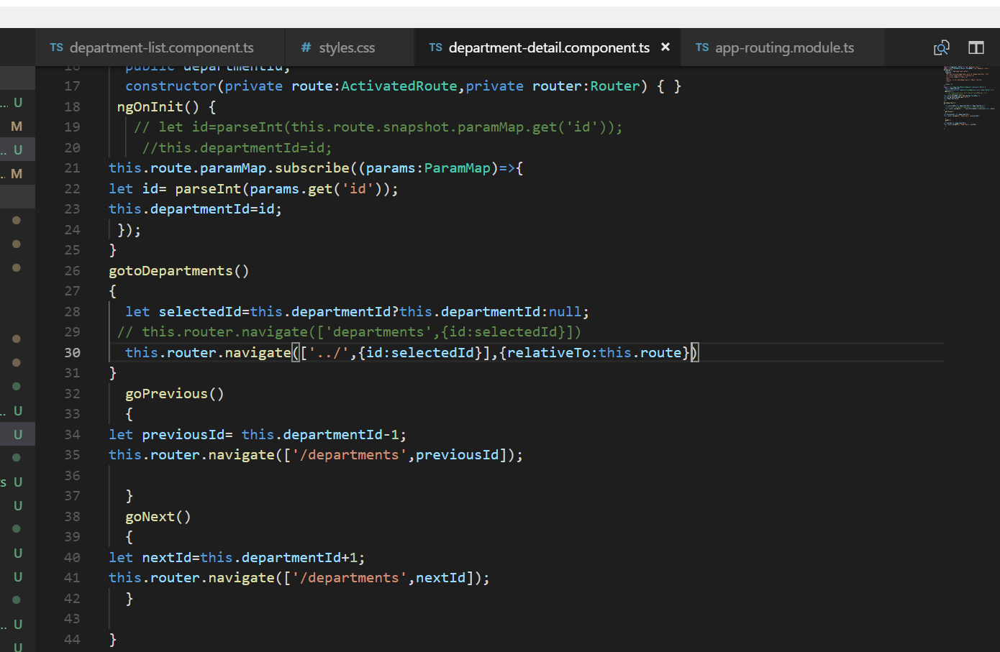 TS department-list.component.ts # styles.css TS department-detail.component.ts × TS app-routing.module.ts
16 public departmentId;
... U 17 constructor(private route:ActivatedRoute,private router:Router) { }
18 ngOnInit() {
M 19 // let id=parseInt(this.route.snapshot.paramMap.get('id'));
.. U 20 //this.departmentId=id;
. M 21 this.route.paramMap.subscribe((params:ParamMap)=>{
22 let id= parseInt(params.get('id'));
23 this.departmentId=id;
24 });
25 }
26 gotoDepartments()
27 {
28 let selectedId=this.departmentId?this.departmentId:null;
29 // this.router.navigate(['departments',{id:selectedId}])
30 this.router.navigate(['../',{id:selectedId}],{relativeTo:this.route})
31 }
32 goPrevious()
.. U 33 {
U 34 let previousId= this.departmentId-1;
35 this.router.navigate(['/departments',previousId]);
s U 36
U 37 }
38 goNext()
39 {
U 40 let nextId=this.departmentId+1;
U 41 this.router.navigate(['/departments',nextId]);
42 }
.. U 43
U 44 }